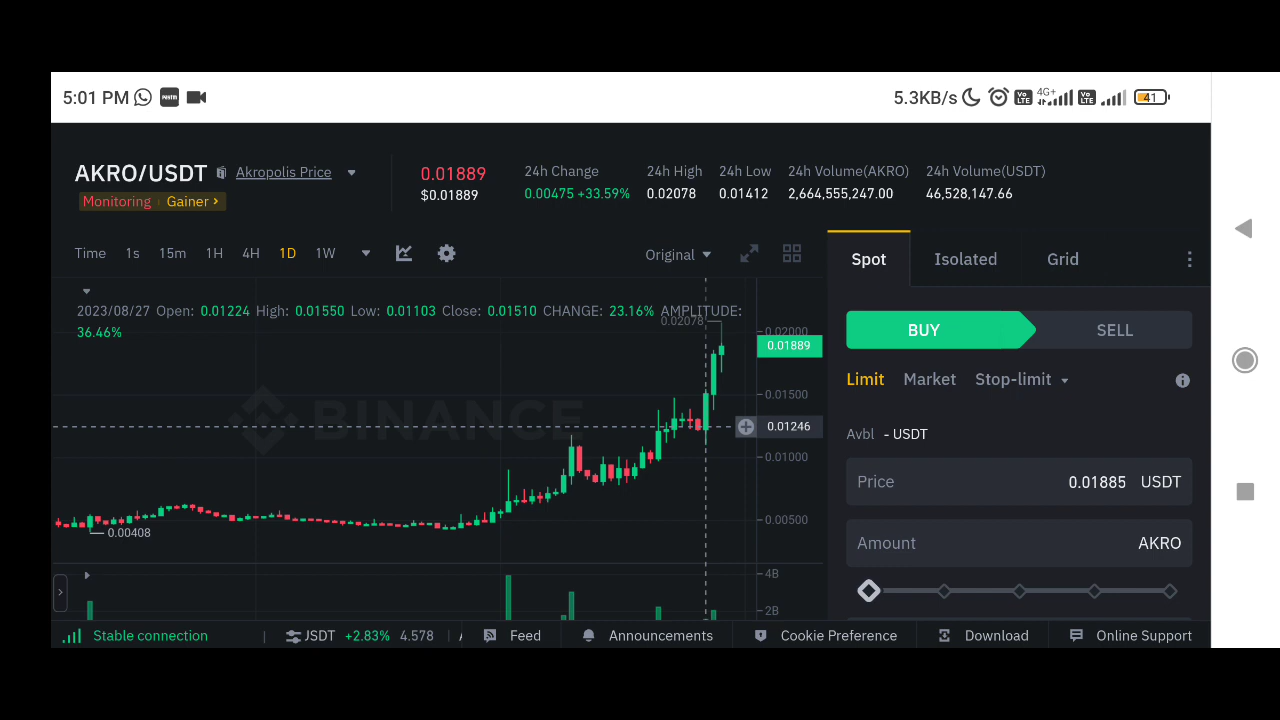 5:01 PM
5.3KB/s
Vo LTE
4G+
Vo LTE
41
AKRO/USDT
Akropolis Price
Monitoring
Gainer >
0.01889
$0.01889
24h Change
0.00475 +33.59%
24h High
0.02078
24h Low
0.01412
24h Volume(AKRO)
2,664,555,247.00
24h Volume(USDT)
46,528,147.66
Time 1s 15m 1H 4H 1D 1W
Original
2023/08/27 Open: 0.01224 High: 0.01550 Low: 0.01103 Close: 0.01510 CHANGE: 23.16% AMPLITUDE:
36.46%
0.02078
0.02000
0.01889
0.01500
0.01246
0.01000
0.00500
0.00408
4B
2B
BINANCE
Spot Isolated Grid
BUY SELL
Limit Market Stop-limit
Avbl - USDT
Price 0.01885 USDT
Amount AKRO
Stable connection
JSDT +2.83% 4.578
Feed
Announcements
Cookie Preference
Download
Online Support